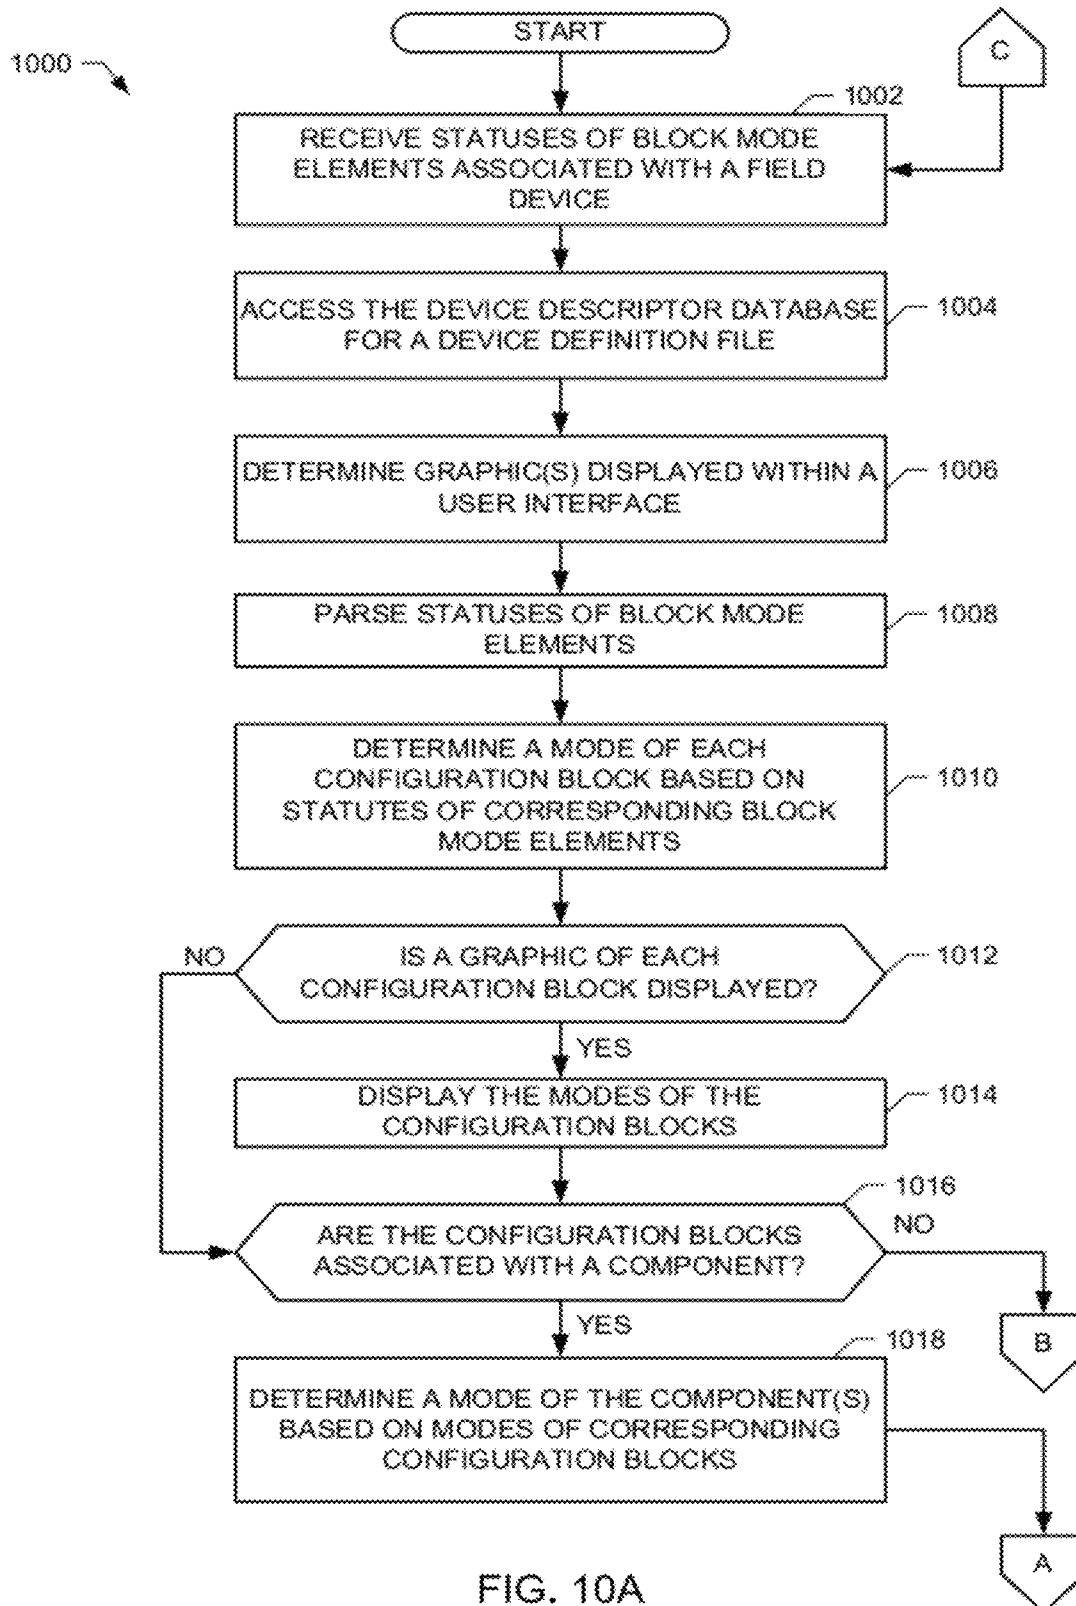 START
C
1000
1002
RECEIVE STATUSES OF BLOCK MODE
ELEMENTS ASSOCIATED WITH A FIELD
DEVICE
ACCESS THE DEVICE DESCRIPTOR DATABASE
FOR A DEVICE DEFINITION FILE
1004
DETERMINE GRAPHIC(S) DISPLAYED WITHIN A
USER INTERFACE
1006
PARSE STATUSES OF BLOCK MODE
ELEMENTS
1008
DETERMINE A MODE OF EACH
CONFIGURATION BLOCK BASED ON
STATUTES OF CORRESPONDING BLOCK
MODE ELEMENTS
1010
NO
IS A GRAPHIC OF EACH
CONFIGURATION BLOCK DISPLAYED?
1012
YES
DISPLAY THE MODES OF THE
CONFIGURATION BLOCKS
1014
1016
ARE THE CONFIGURATION BLOCKS
ASSOCIATED WITH A COMPONENT?
NO
YES
B
1018
DETERMINE A MODE OF THE COMPONENT(S)
BASED ON MODES OF CORRESPONDING
CONFIGURATION BLOCKS
A
FIG. 10A